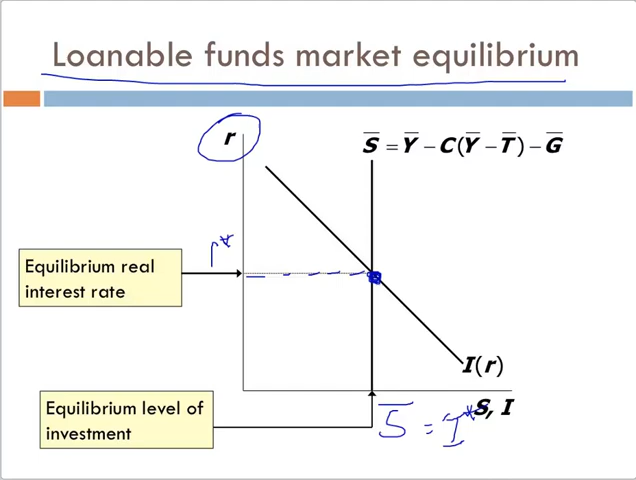 Loanable funds market equilibrium
r
S̅ = Y̅ − C(Y̅ − T̅) − G̅
r*
Equilibrium real
interest rate
I(r)
Equilibrium level of
investment
S̅ = I*
S, I